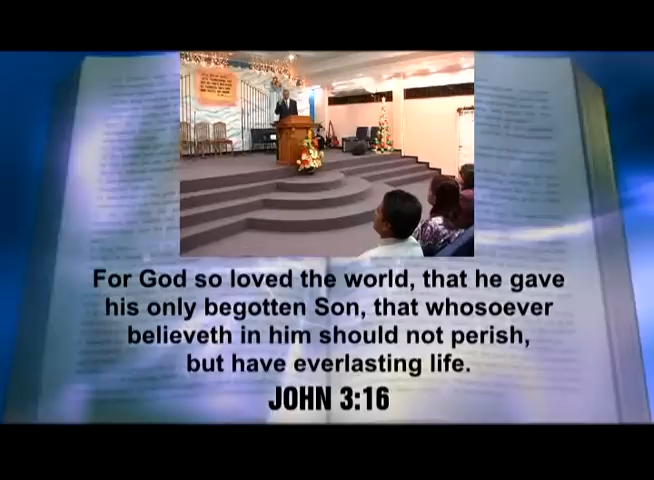 For God so loved the world, that he gave
his only begotten Son, that whosoever
believeth in him should not perish,
but have everlasting life.
JOHN 3:16